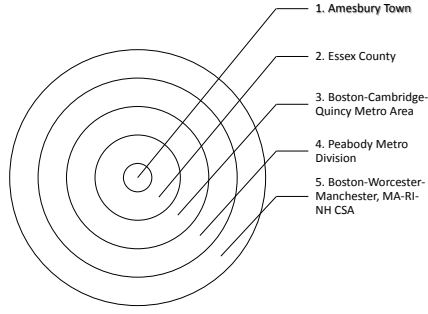 1. Amesbury Town
2. Essex County
3. Boston-Cambridge-
Quincy Metro Area
4. Peabody Metro
Division
5. Boston-Worcester-
Manchester, MA-RI-
NH CSA